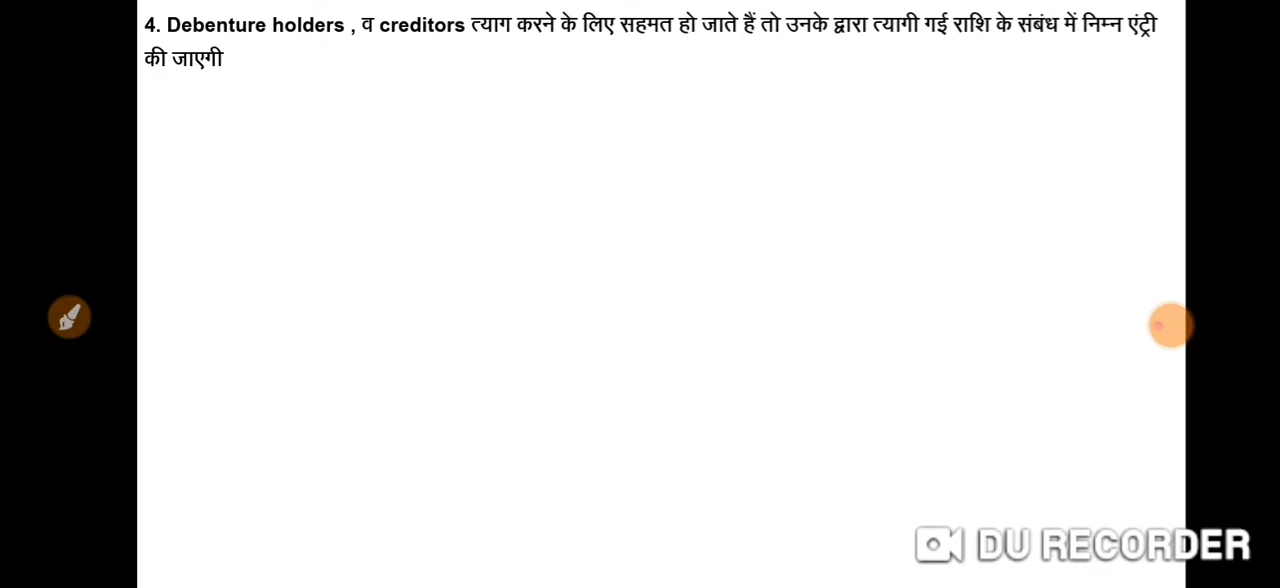 4. Debenture holders , व creditors त्याग करने के लिए सहमत हो जाते हैं तो उनके द्वारा त्यागी गई राशि के संबंध में निम्न एंट्री
की जाएगी
DU RECORDER